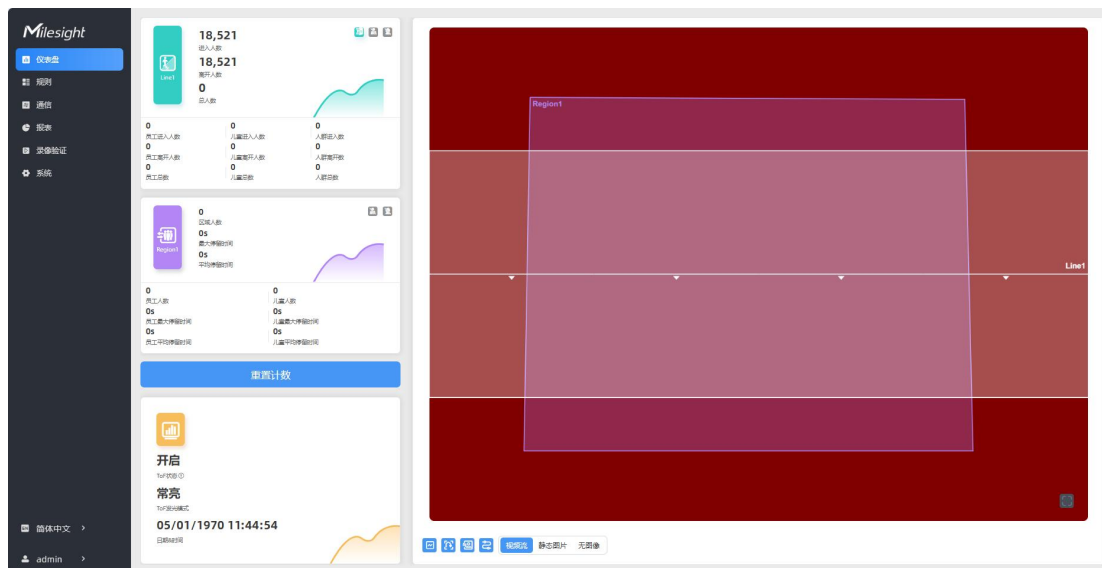 Milesight
仪表盘
规则
通信
报表
录像验证
系统
简体中文
admin
Line1
18,521
进入人数
18,521
离开人数
0
总人数
0
员工进入人数
0
儿童进入人数
0
人群进入数
0
员工离开人数
0
儿童离开人数
0
人群离开数
0
员工总数
0
儿童总数
0
人群总数
Region1
0
区域人数
0s
最大停留时间
0s
平均停留时间
0
员工人数
0
儿童人数
0s
员工最大停留时间
0s
儿童最大停留时间
0s
员工平均停留时间
0s
儿童平均停留时间
重置计数
开启
ToF状态
常亮
ToF发光模式
05/01/1970 11:44:54
日期&时间
Region1
Line1
视频流 静态图片 无图像